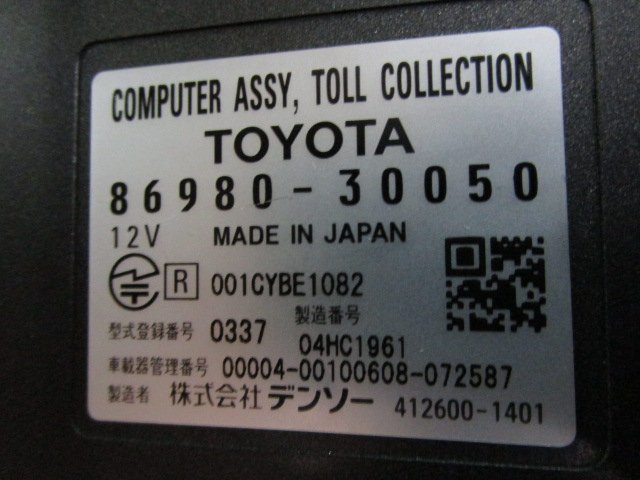 COMPUTER ASSY, TOLL COLLECTION
TOYOTA
86980-30050
12V MADE IN JAPAN
R 001CYBE1082
型式登録番号 0337 製造番号 04HC1961
車載器管理番号 00004-00100608-072587
製造者 株式会社デンソー 412600-1401